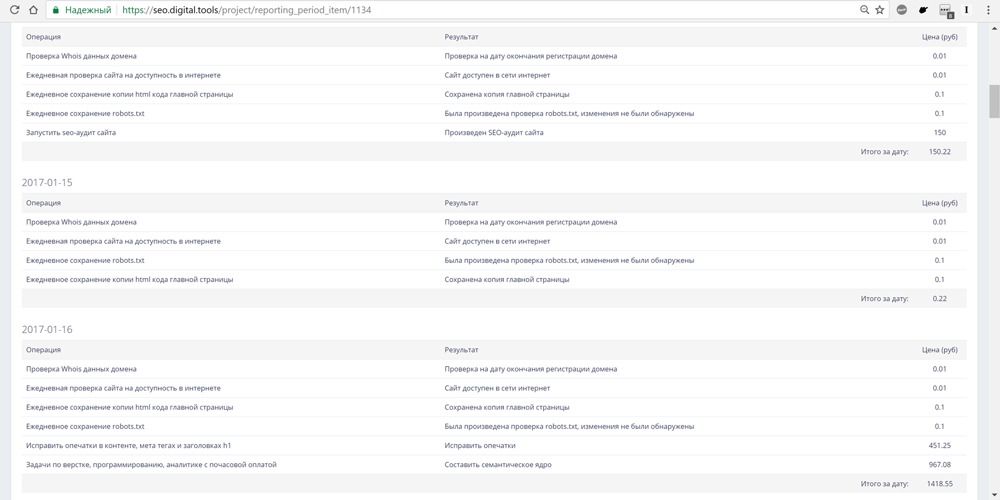 Надежный https://seo.digital.tools/project/reporting_period_item/1134 8 I
Операция Результат Цена (руб)
Проверка Whois данных домена Проверка на дату окончания регистрации домена 0.01
Ежедневная проверка сайта на доступность в интернете Сайт доступен в сети интернет 0.01
Ежедневное сохранение копии html кода главной страницы Сохранена копия главной страницы 0.1
Ежедневное сохранение robots.txt Была произведена проверка robots.txt, изменения не были обнаружены 0.1
Запустить seo-аудит сайта Произведен SEO-аудит сайта 150
Итого за дату: 150.22
2017-01-15
Операция Результат Цена (руб)
Проверка Whois данных домена Проверка на дату окончания регистрации домена 0.01
Ежедневная проверка сайта на доступность в интернете Сайт доступен в сети интернет 0.01
Ежедневное сохранение robots.txt Была произведена проверка robots.txt, изменения не были обнаружены 0.1
Ежедневное сохранение копии html кода главной страницы Сохранена копия главной страницы 0.1
Итого за дату: 0.22
2017-01-16
Операция Результат Цена (руб)
Проверка Whois данных домена Проверка на дату окончания регистрации домена 0.01
Ежедневная проверка сайта на доступность в интернете Сайт доступен в сети интернет 0.01
Ежедневное сохранение копии html кода главной страницы Сохранена копия главной страницы 0.1
Ежедневное сохранение robots.txt Была произведена проверка robots.txt, изменения не были обнаружены 0.1
Исправить опечатки в контенте, мета тегах и заголовках h1 Исправить опечатки 451.25
Задачи по верстке, программированию, аналитике с почасовой оплатой Составить семантическое ядро 967.08
Итого за дату: 1418.55